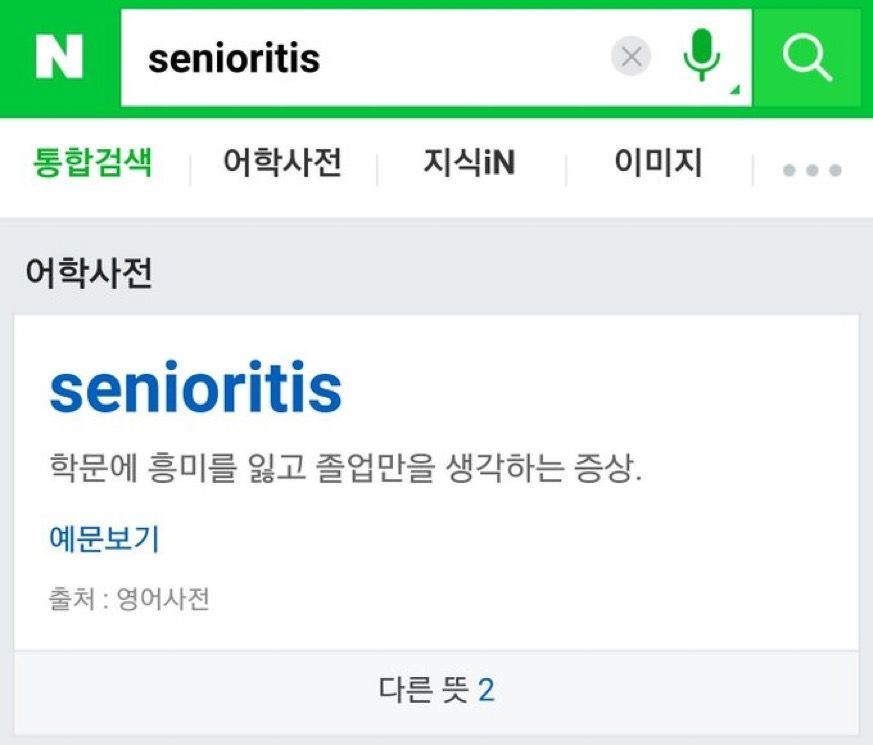 N senioritis
통합검색 어학사전 지식iN 이미지
어학사전
senioritis
학문에 흥미를 잃고 졸업만을 생각하는 증상.
예문보기
출처 : 영어사전
다른 뜻 2